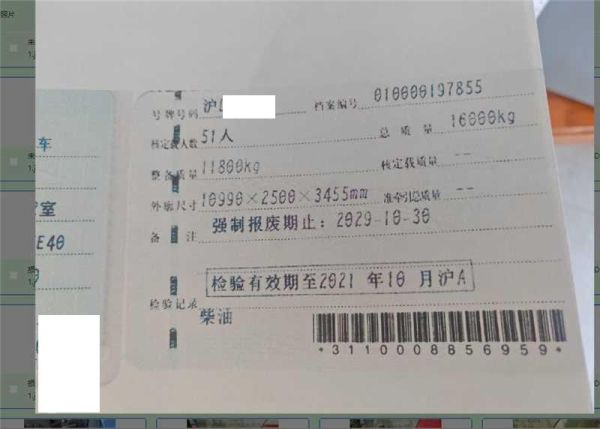 照片
号牌号码 沪
档案编号 010000197855
核定载人数 51人
总质量 16000kg
整备质量 11800kg
核定载质量 --
外廓尺寸 10990×2500×3455mm
准牵引总质量 --
备注 强制报废期止：2029-10-30
检验有效期至2021 年10 月沪A
检验记录
柴油
*3110008856959*
车
室
E40